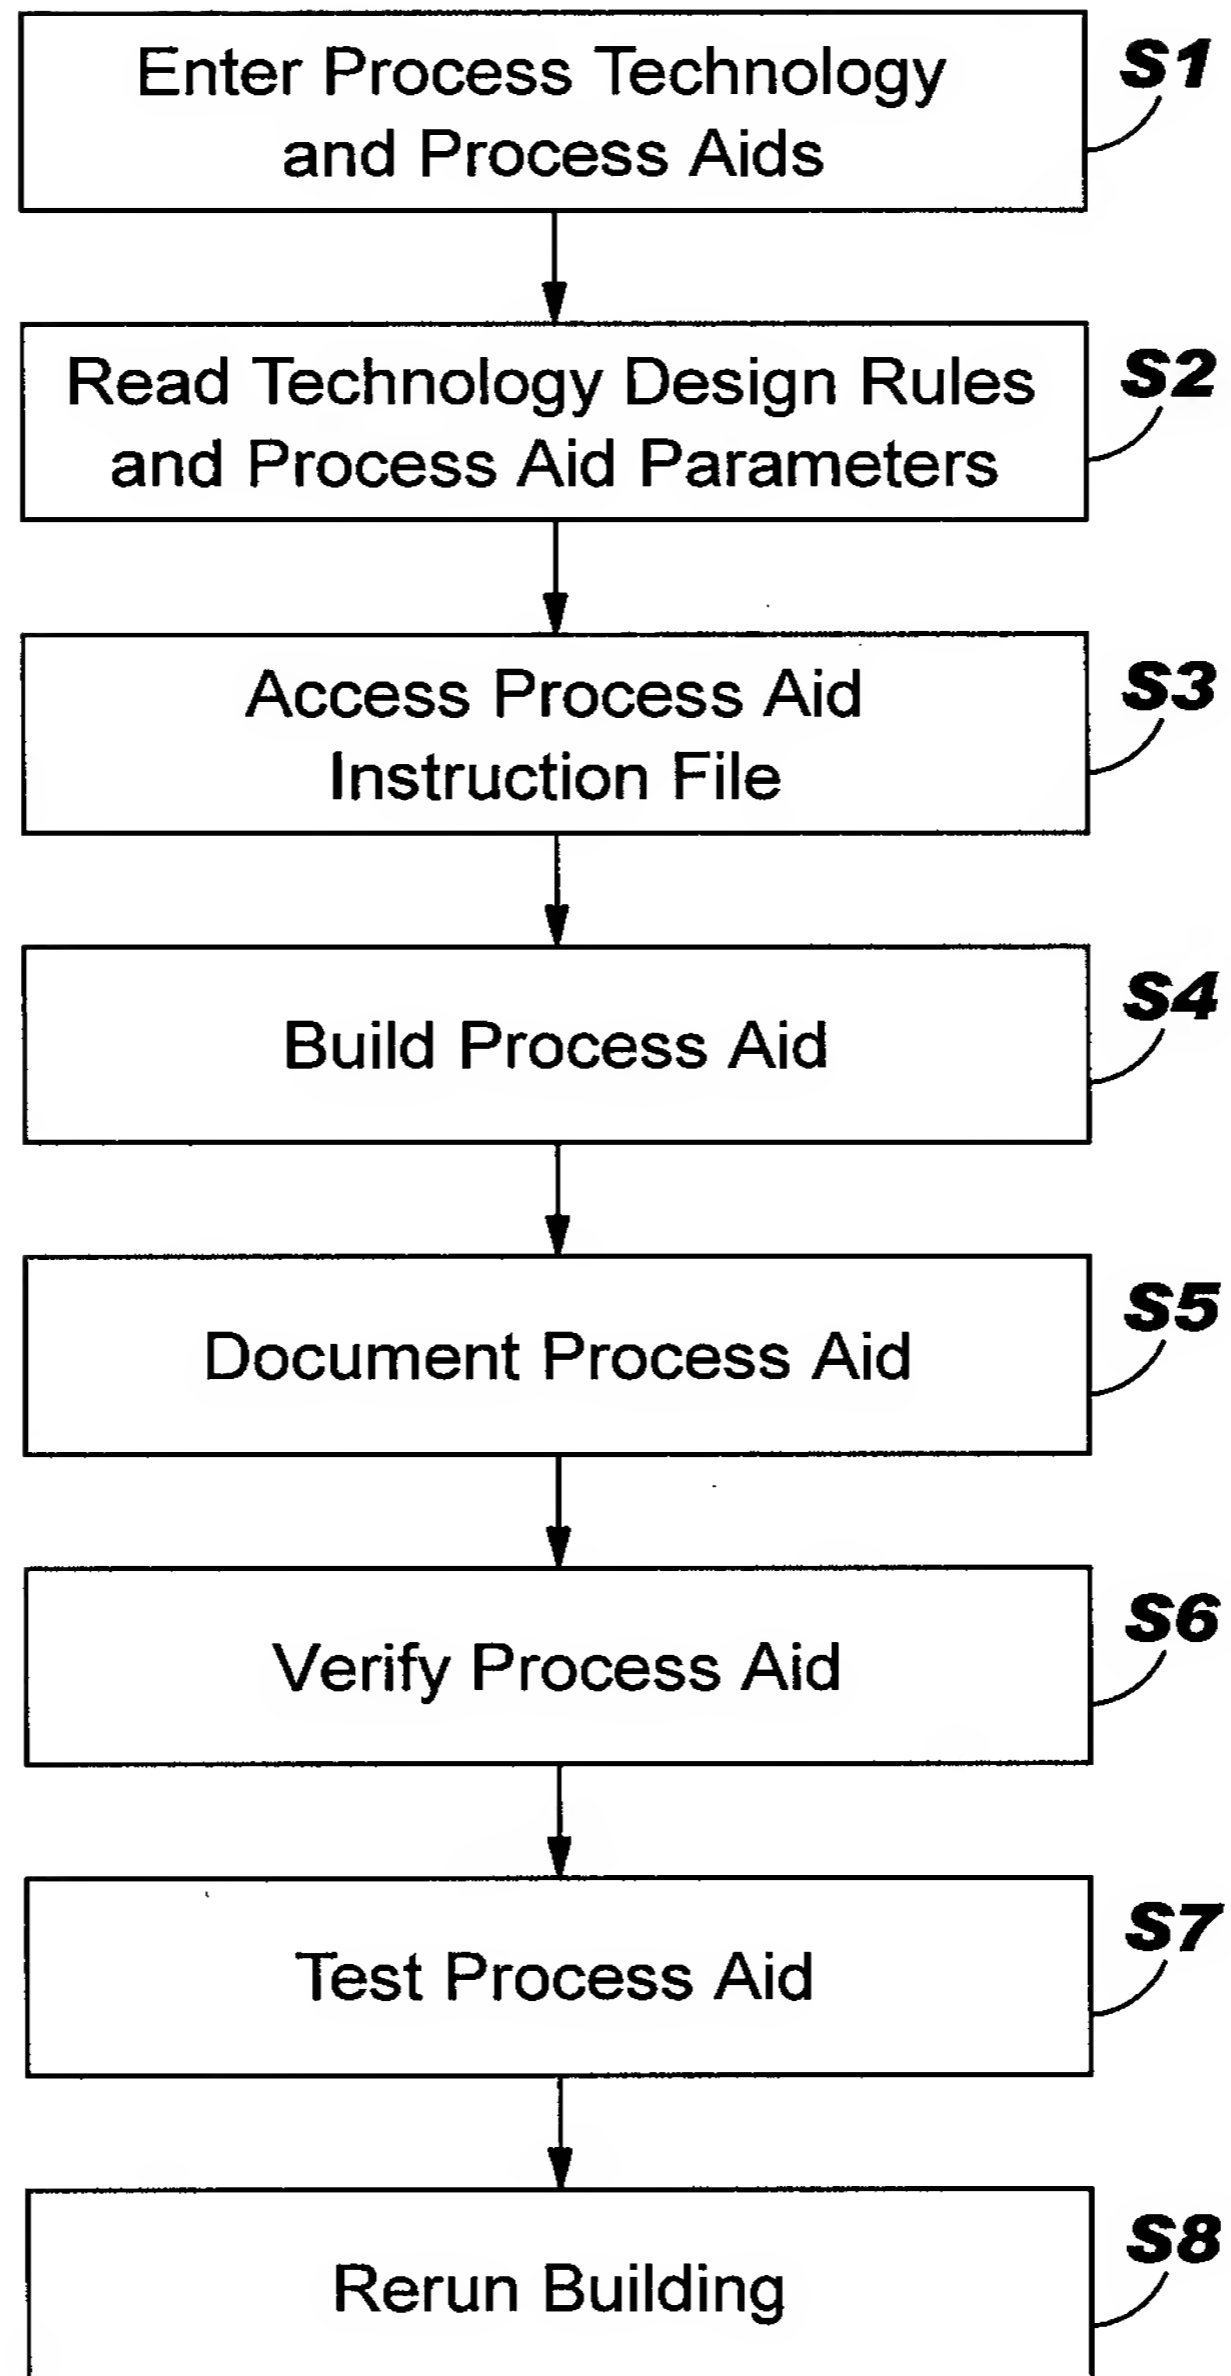 Enter Process Technology
and Process Aids
S1
Read Technology Design Rules
and Process Aid Parameters
S2
Access Process Aid
Instruction File
S3
Build Process Aid
S4
Document Process Aid
S5
Verify Process Aid
S6
Test Process Aid
S7
Rerun Building
S8